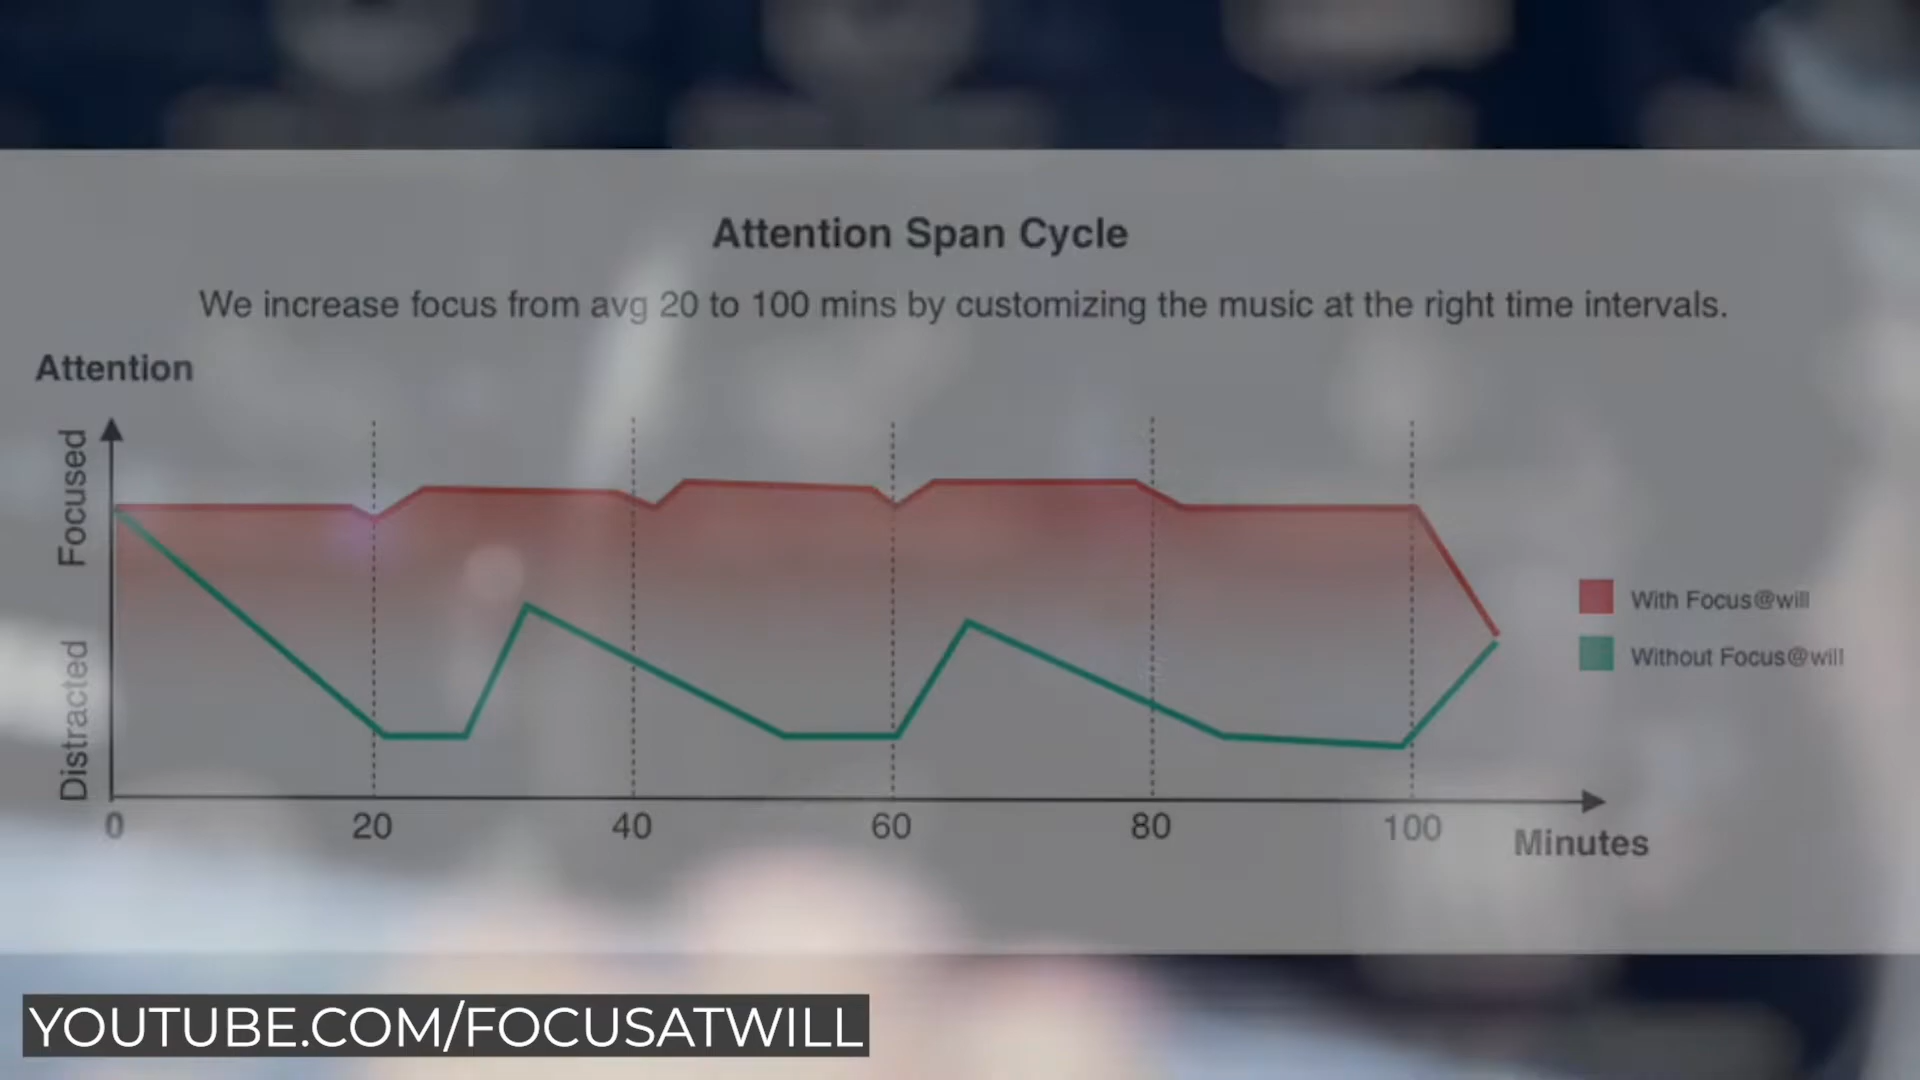 Attention Span Cycle
We increase focus from avg 20 to 100 mins by customizing the music at the right time intervals.
Attention
Focused
Distracted
0 20 40 60 80 100
Minutes
With Focus@will
Without Focus@will
YOUTUBE.COM/FOCUSATWILL